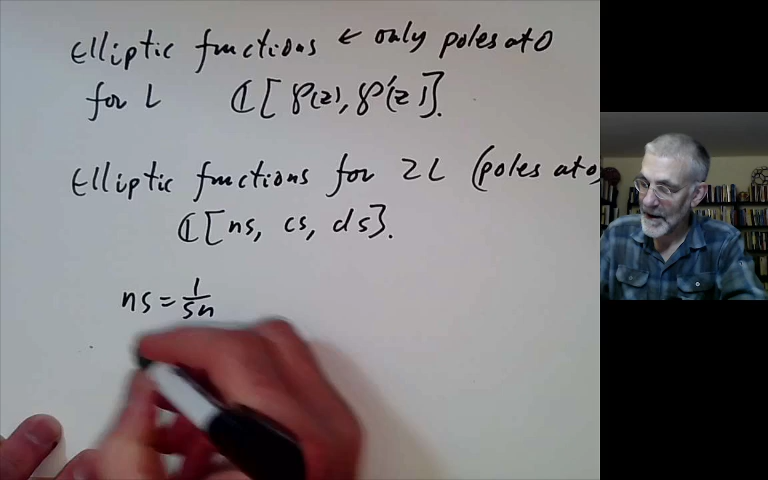 Elliptic functions ← only poles at 0
for L ℂ[℘(z), ℘'(z)].
Elliptic functions for 2L (poles at 0)
ℂ[ns, cs, ds].
ns = 1/sn